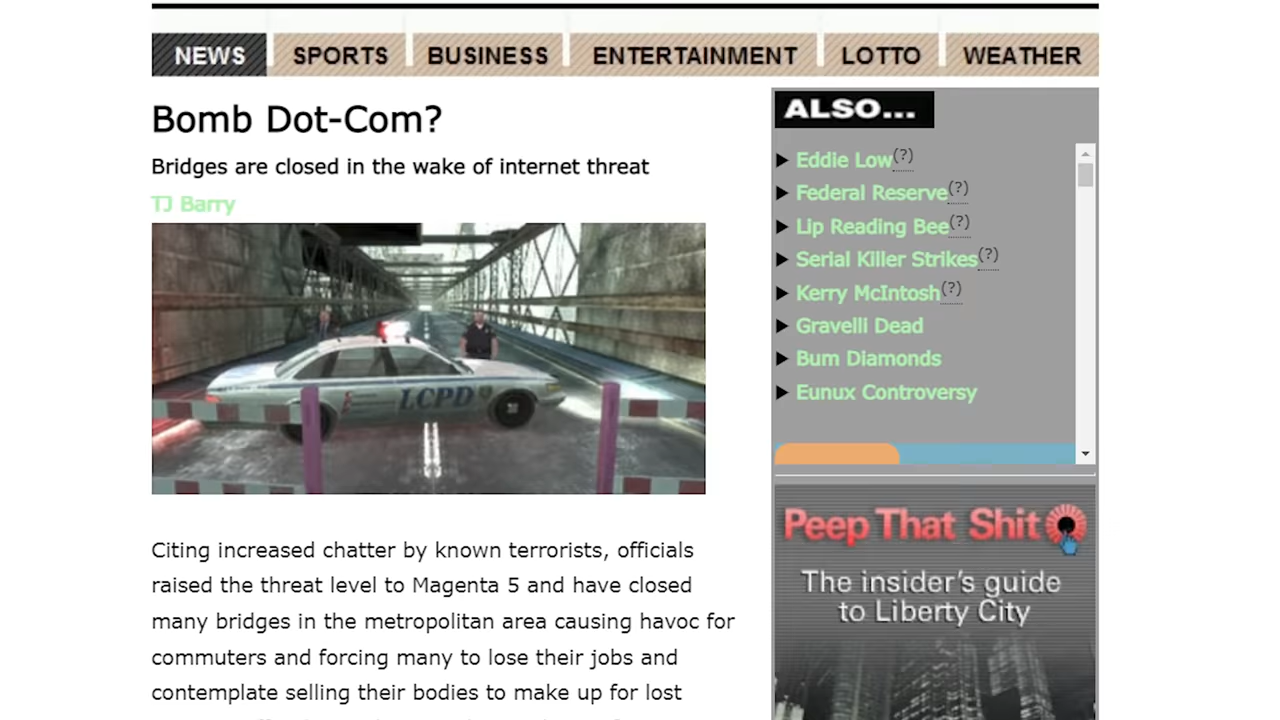 NEWS SPORTS BUSINESS ENTERTAINMENT LOTTO WEATHER
Bomb Dot-Com?
Bridges are closed in the wake of internet threat
TJ Barry
LCPD
Citing increased chatter by known terrorists, officials
raised the threat level to Magenta 5 and have closed
many bridges in the metropolitan area causing havoc for
commuters and forcing many to lose their jobs and
contemplate selling their bodies to make up for lost
ALSO...
Eddie Low(?)
Federal Reserve(?)
Lip Reading Bee(?)
Serial Killer Strikes(?)
Kerry McIntosh(?)
Gravelli Dead
Bum Diamonds
Eunux Controversy
Peep That Shit
The insider's guide
to Liberty City